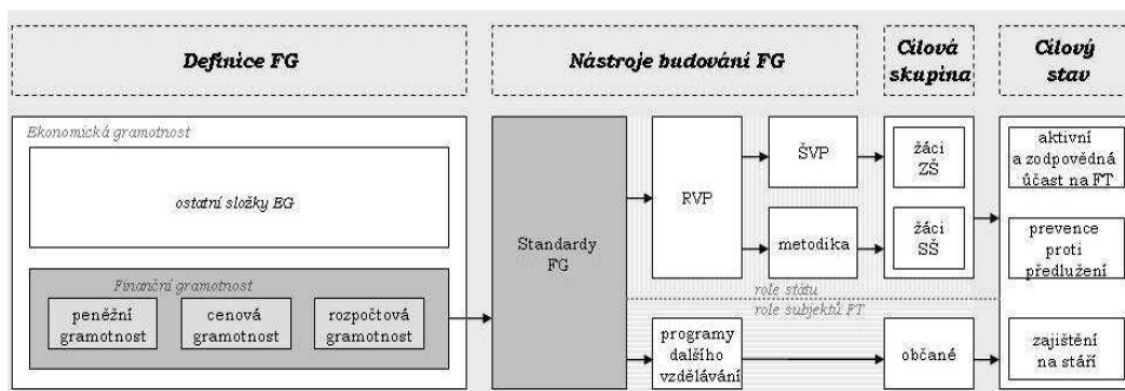 Definice FG
Nástroje budování FG
Cílová
skupina
Cílový
stav
Ekonomická gramotnost
ostatní složky EG
Finanční gramotnost
peněžní
gramotnost
cenová
gramotnost
rozpočtová
gramotnost
Standardy
FG
RVP
ŠVP
metodika
role státu
role subjektů FT
programy
dalšího
vzdělávání
žáci
ZŠ
žáci
SŠ
občané
aktivní
a zodpovědná
účast na FT
prevence
proti
předlužení
zajištění
na stáří